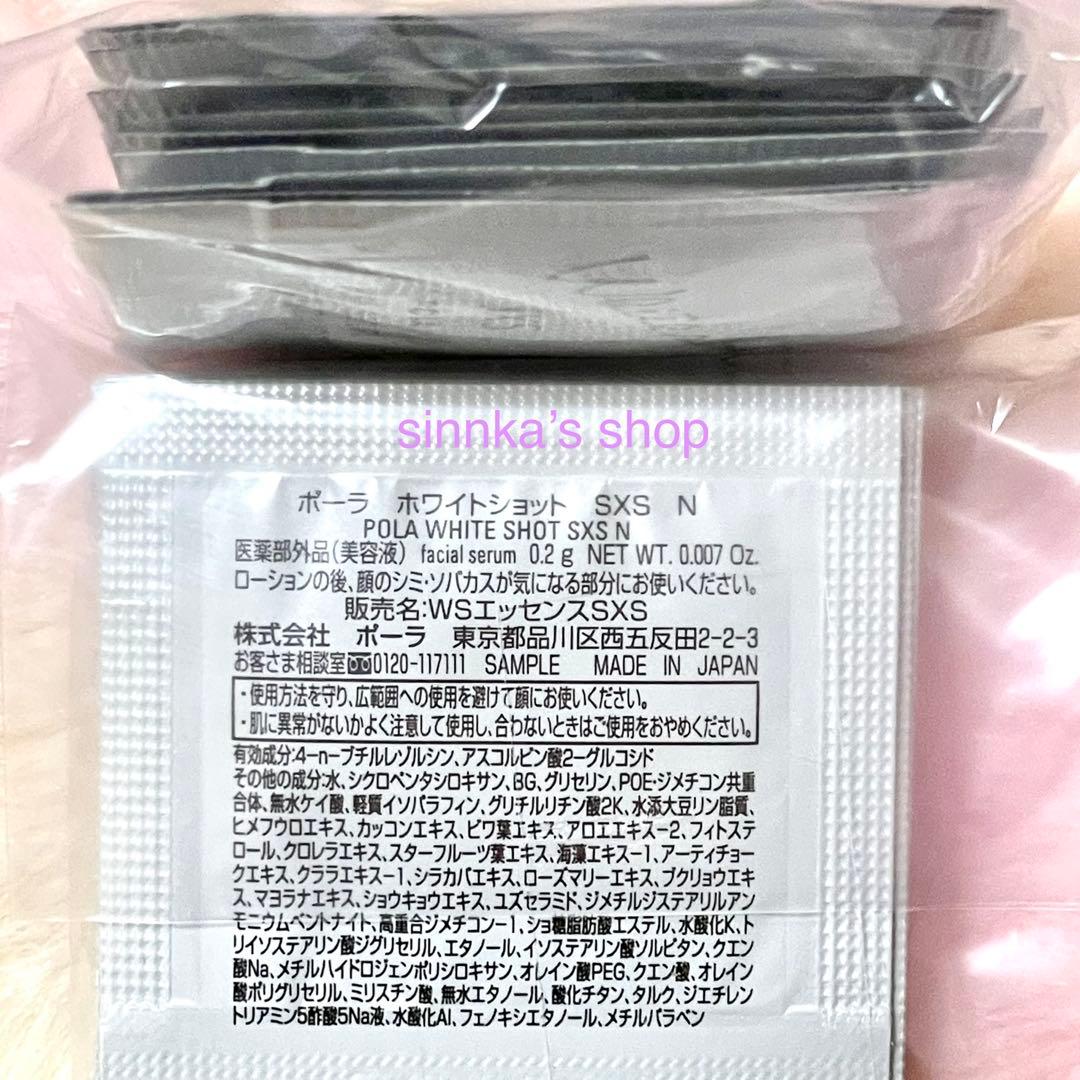 sinnka's shop
ポーラ ホワイトショット SXS N
POLA WHITE SHOT SXS N
医薬部外品(美容液) facial serum 0.2 g NET WT. 0.007 Oz.
ローションの後、顔のシミ・ソバカスが気になる部分にお使いください。
販売名:WSエッセンスSXS
株式会社 ポーラ 東京都品川区西五反田2-2-3
お客さま相談室 0120-117111 SAMPLE MADE IN JAPAN
・使用方法を守り、広範囲への使用を避けて顔にお使いください。
・肌に異常がないかよく注意して使用し、合わないときはご使用をおやめください。
有効成分:4-n-ブチルレゾルシン、アスコルビン酸2-グルコシド
その他の成分:水、シクロペンタシロキサン、BG、グリセリン、POE・ジメチコン共重
合体、無水ケイ酸、軽質イソパラフィン、グリチルリチン酸2K、水添大豆リン脂質、
ヒメフウロエキス、カッコンエキス、ビワ葉エキス、アロエエキス-2、フィトステ
ロール、クロレラエキス、スターフルーツ葉エキス、海藻エキス-1、アーティチョー
クエキス、クララエキス-1、シラカバエキス、ローズマリーエキス、ブクリョウエキ
ス、マヨラナエキス、ショウキョウエキス、ユズセラミド、ジメチルジステアリルアン
モニウムベントナイト、高重合ジメチコン-1、ショ糖脂肪酸エステル、水酸化K、ト
リイソステアリン酸ジグリセリル、エタノール、イソステアリン酸ソルビタン、クエン
酸Na、メチルハイドロジェンポリシロキサン、オレイン酸PEG、クエン酸、オレイン
酸ポリグリセリル、ミリスチン酸、無水エタノール、酸化チタン、タルク、ジエチレン
トリアミン5酢酸5Na液、水酸化Al、フェノキシエタノール、メチルパラベン